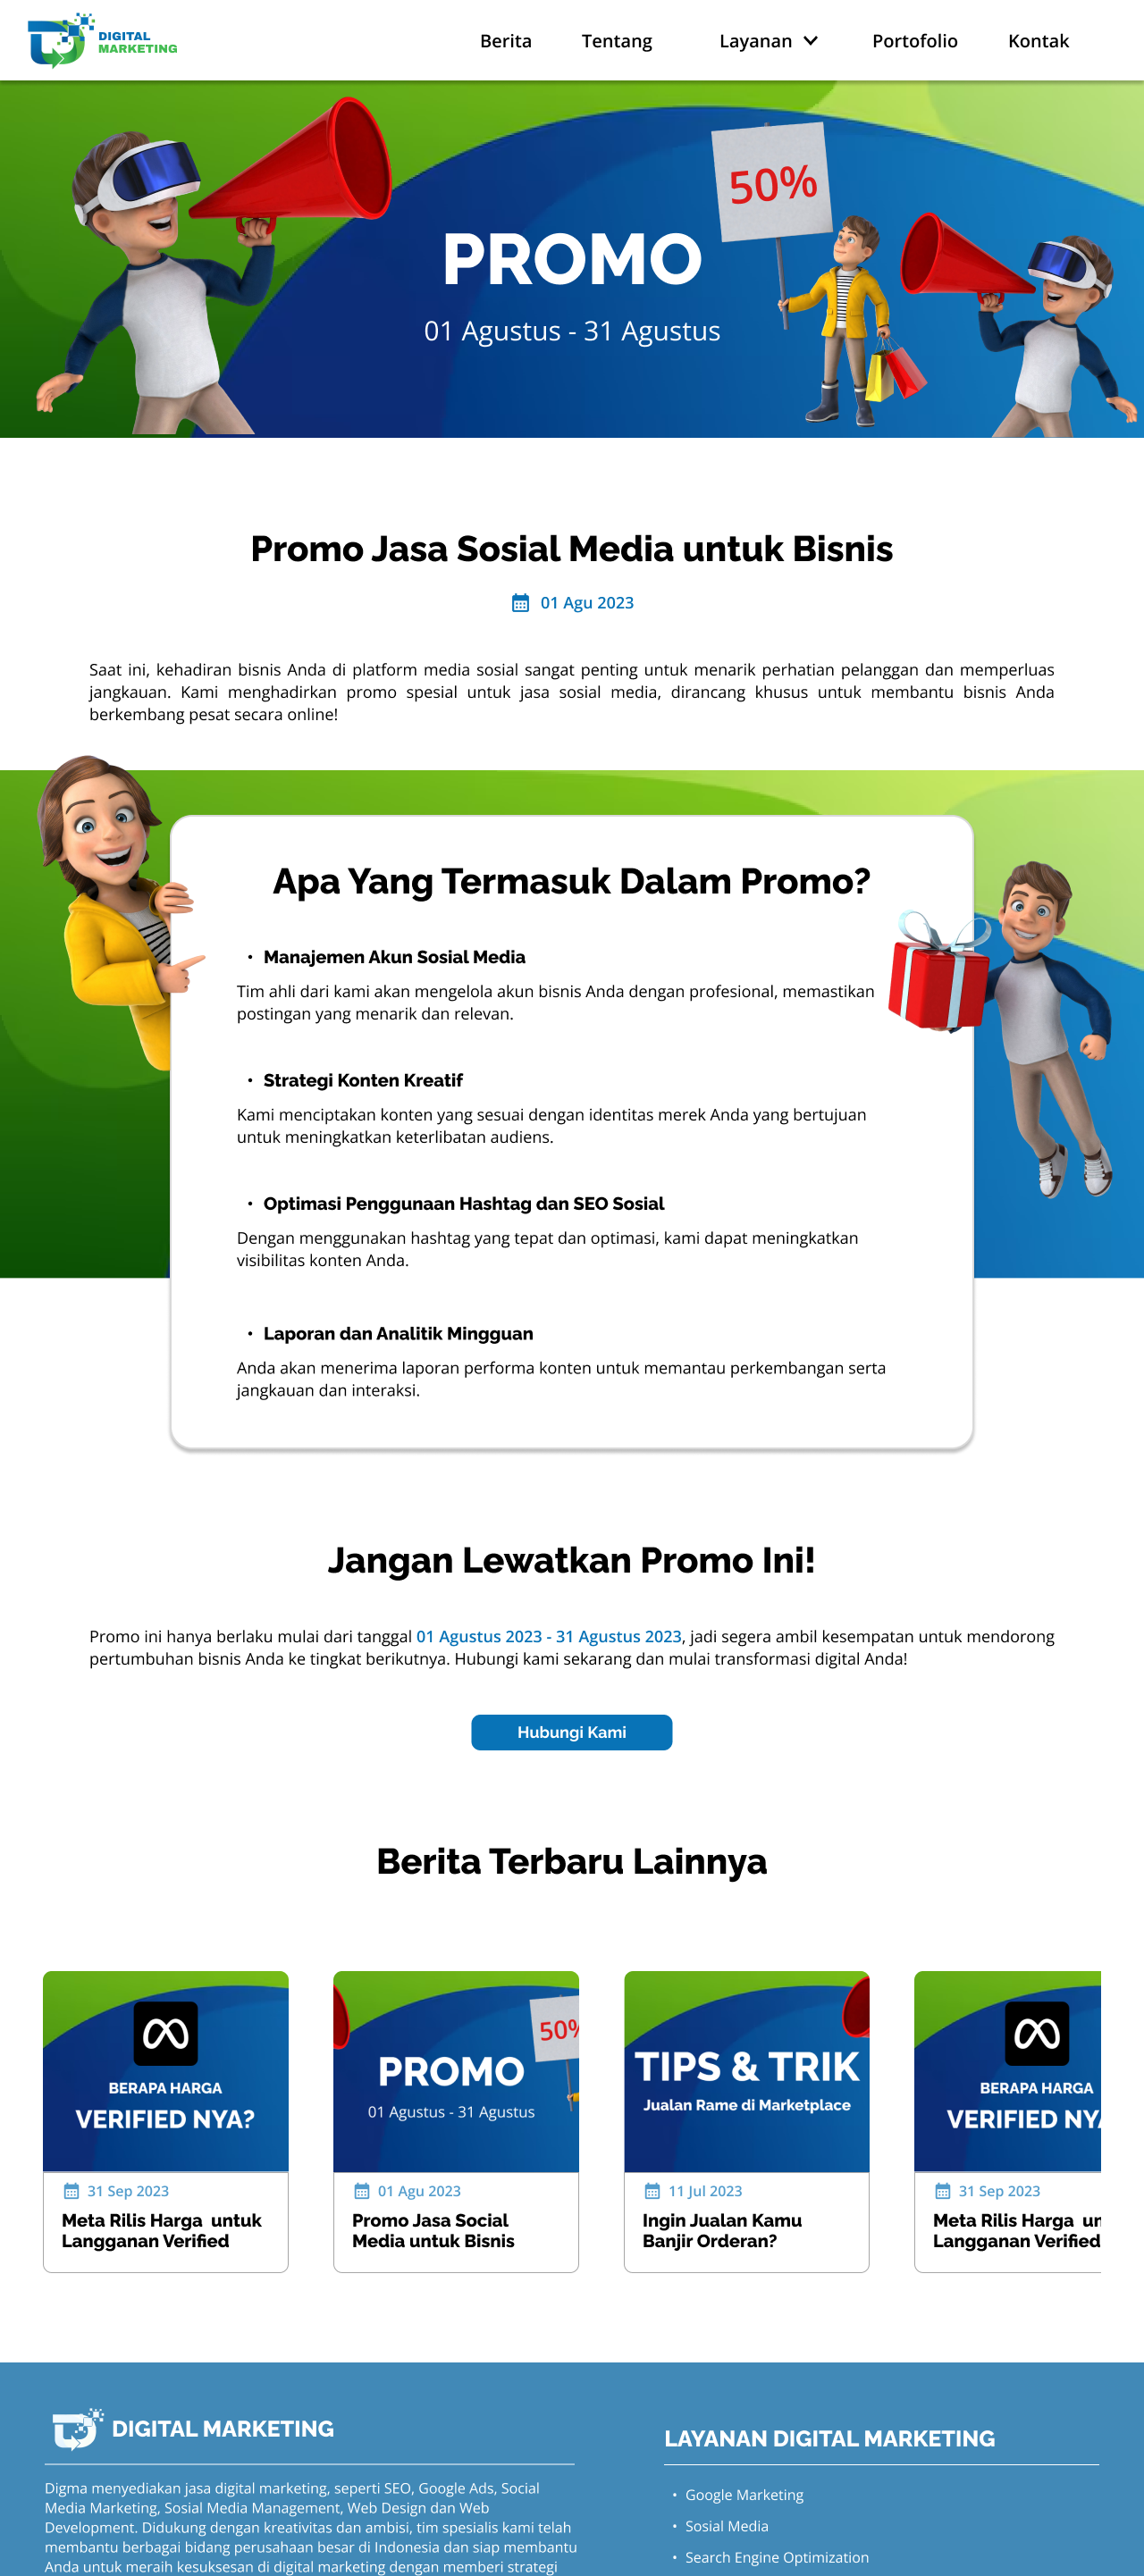 DIGITAL
MARKETING
Berita Tentang Layanan Portofolio Kontak
50%
PROMO
01 Agustus - 31 Agustus
Promo Jasa Sosial Media untuk Bisnis
01 Agu 2023
Saat ini, kehadiran bisnis Anda di platform media sosial sangat penting untuk menarik perhatian pelanggan dan memperluas
jangkauan. Kami menghadirkan promo spesial untuk jasa sosial media, dirancang khusus untuk membantu bisnis Anda
berkembang pesat secara online!
Apa Yang Termasuk Dalam Promo?
• Manajemen Akun Sosial Media
Tim ahli dari kami akan mengelola akun bisnis Anda dengan profesional, memastikan
postingan yang menarik dan relevan.
• Strategi Konten Kreatif
Kami menciptakan konten yang sesuai dengan identitas merek Anda yang bertujuan
untuk meningkatkan keterlibatan audiens.
• Optimasi Penggunaan Hashtag dan SEO Sosial
Dengan menggunakan hashtag yang tepat dan optimasi, kami dapat meningkatkan
visibilitas konten Anda.
• Laporan dan Analitik Mingguan
Anda akan menerima laporan performa konten untuk memantau perkembangan serta
jangkauan dan interaksi.
Jangan Lewatkan Promo Ini!
Promo ini hanya berlaku mulai dari tanggal 01 Agustus 2023 - 31 Agustus 2023, jadi segera ambil kesempatan untuk mendorong
pertumbuhan bisnis Anda ke tingkat berikutnya. Hubungi kami sekarang dan mulai transformasi digital Anda!
Hubungi Kami
Berita Terbaru Lainnya
BERAPA HARGA
VERIFIED NYA?
31 Sep 2023
Meta Rilis Harga untuk
Langganan Verified
50%
PROMO
01 Agustus - 31 Agustus
01 Agu 2023
Promo Jasa Social
Media untuk Bisnis
TIPS & TRIK
Jualan Rame di Marketplace
11 Jul 2023
Ingin Jualan Kamu
Banjir Orderan?
BERAPA HARGA
VERIFIED NY
31 Sep 2023
Meta Rilis Harga un
Langganan Verified
DIGITAL MARKETING
Digma menyediakan jasa digital marketing, seperti SEO, Google Ads, Social
Media Marketing, Sosial Media Management, Web Design dan Web
Development. Didukung dengan kreativitas dan ambisi, tim spesialis kami telah
membantu berbagai bidang perusahaan besar di Indonesia dan siap membantu
Anda untuk meraih kesuksesan di digital marketing dengan memberi strategi
LAYANAN DIGITAL MARKETING
• Google Marketing
• Sosial Media
• Search Engine Optimization